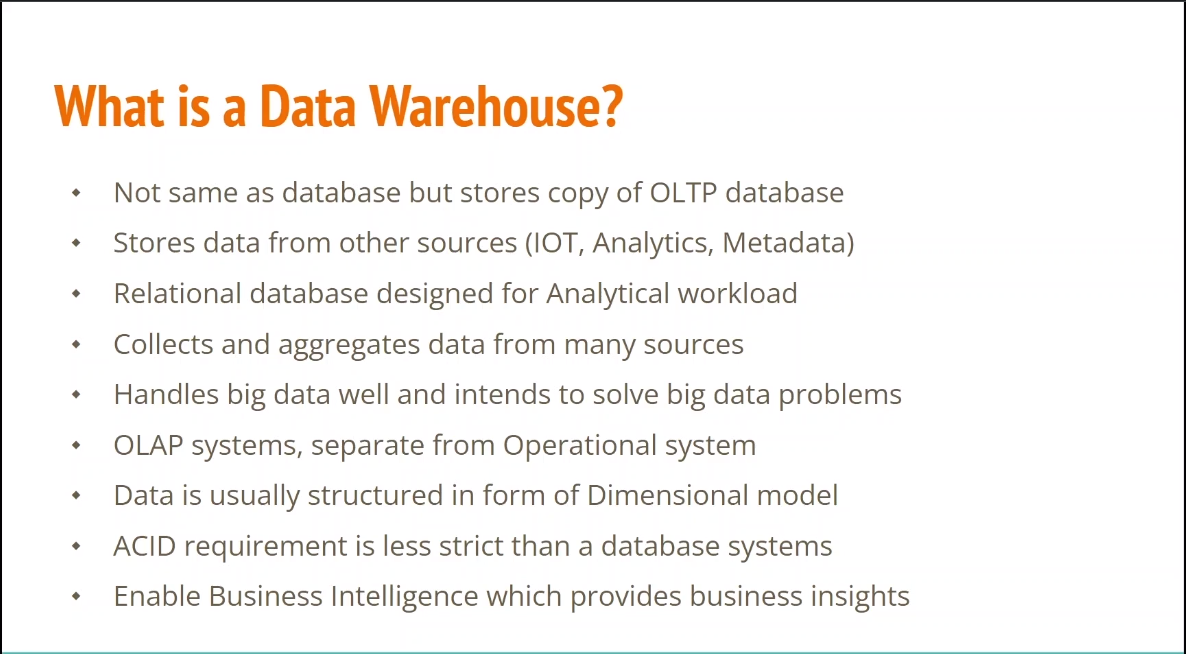 What is a Data Warehouse?
Not same as database but stores copy of OLTP database
Stores data from other sources (IOT, Analytics, Metadata)
Relational database designed for Analytical workload
Collects and aggregates data from many sources
Handles big data well and intends to solve big data problems
OLAP systems, separate from Operational system
Data is usually structured in form of Dimensional model
ACID requirement is less strict than a database systems
Enable Business Intelligence which provides business insights